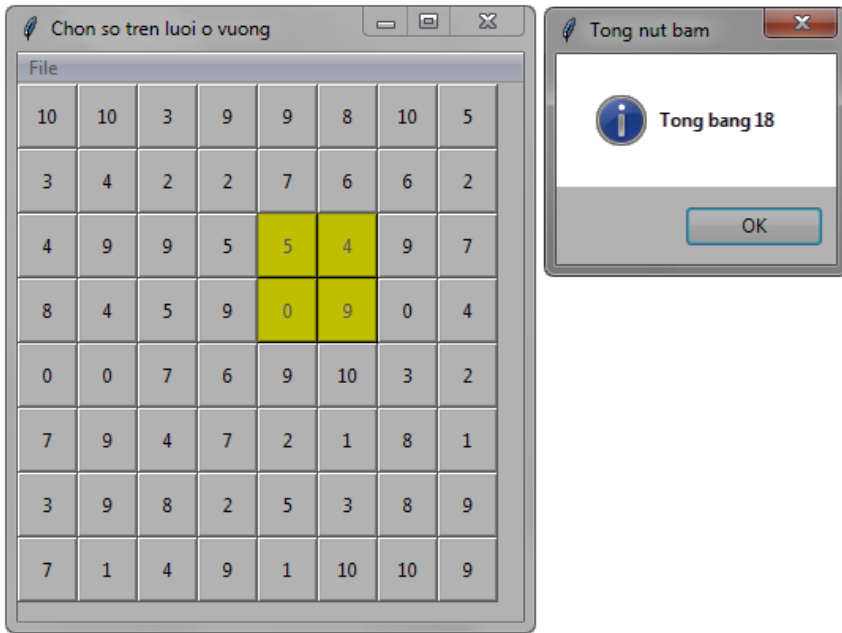 Chon so tren luoi o vuong
File
10 10 3 9 9 8 10 5
3 4 2 2 7 6 6 2
4 9 9 5 5 4 9 7
8 4 5 9 0 9 0 4
0 0 7 6 9 10 3 2
7 9 4 7 2 1 8 1
3 9 8 2 5 3 8 9
7 1 4 9 1 10 10 9
Tong nut bam
Tong bang 18
OK